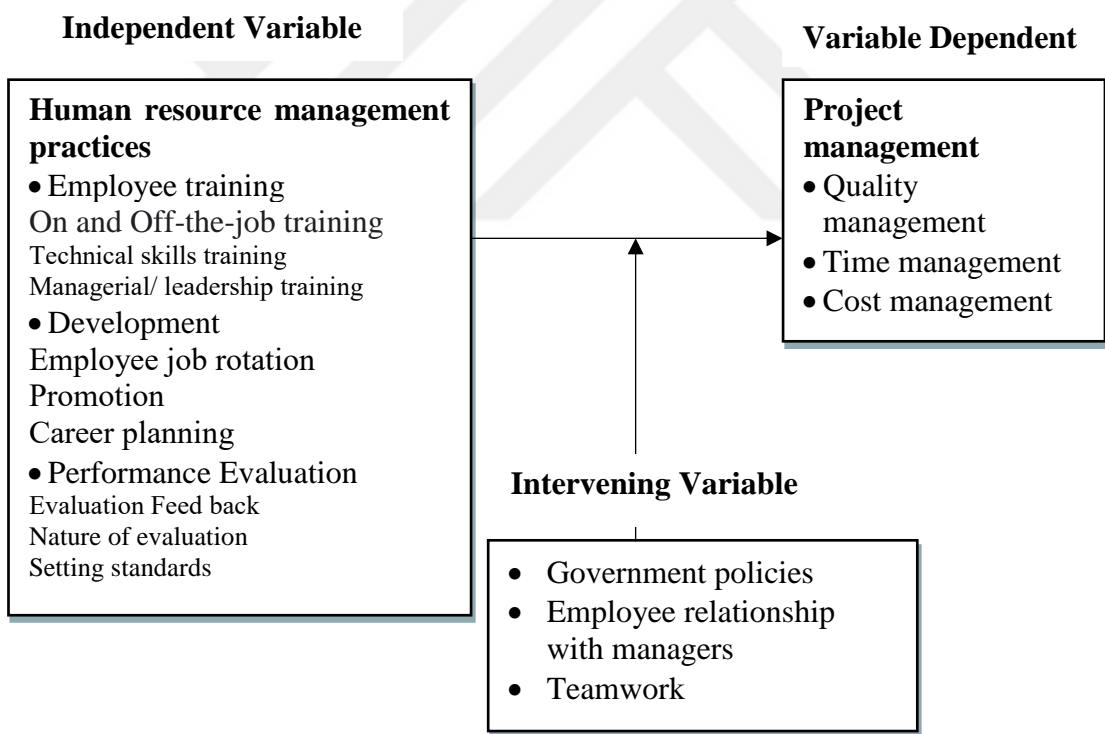 Independent Variable
Variable Dependent
Human resource management
practices
• Employee training
On and Off-the-job training
Technical skills training
Managerial/ leadership training
• Development
Employee job rotation
Promotion
Career planning
• Performance Evaluation
Evaluation Feed back
Nature of evaluation
Setting standards
Project
management
• Quality
management
• Time management
• Cost management
Intervening Variable
• Government policies
• Employee relationship
with managers
• Teamwork